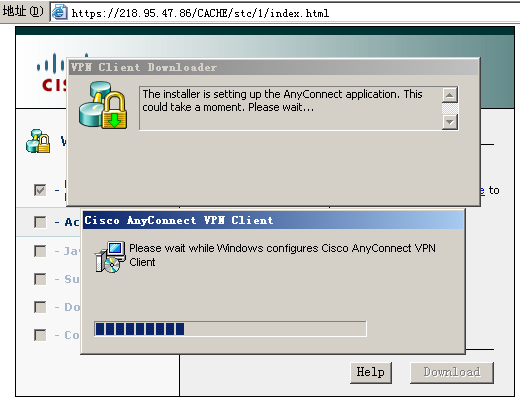 地址(D) https://218.95.47.86/CACHE/stc/1/index.html
VPN Client Downloader
CIS
The installer is setting up the AnyConnect application. This
could take a moment. Please wait...
to
- Ac
Cisco AnyConnect VPN Client
- Ja
Please wait while Windows configures Cisco AnyConnect VPN
Client
- Su
- Do
- Co
Help
Download